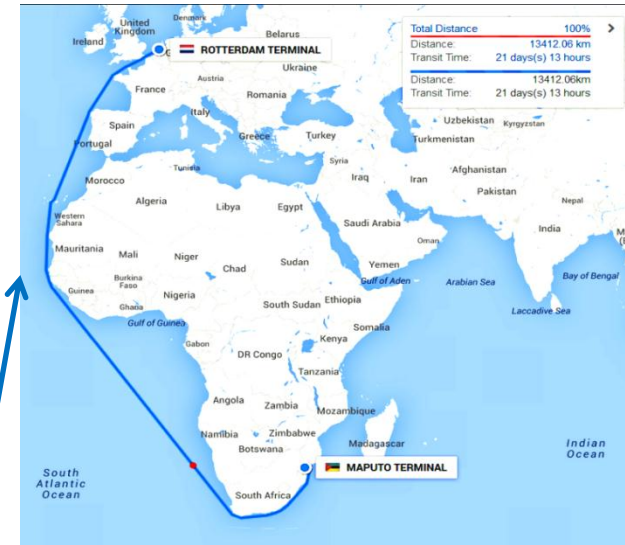 Total Distance 100%
Distance: 13412.06 km
Transit Time: 21 days(s) 13 hours
Distance: 13412.06km
Transit Time: 21 days(s) 13 hours
Denmark
United
Kingdom
Ireland
Belarus
ROTTERDAM TERMINAL
Ukraine
Austria
France
Romania
Italy
Spain
Portugal
Greece
Turkey
Uzbekistan
Kyrgyzstan
Turkmenistan
Tunisia
Syria
Morocco
Iraq
Iran
Afghanistan
Pakistan
Nepal
Algeria
Libya
Egypt
Western
Sahara
Saudi Arabia
Oman
India
Mauritania
Mali
Niger
Chad
Sudan
Yemen
Gulf of Aden
Arabian Sea
Bay of Bengal
Burkina
Faso
Guinea
Nigeria
Ghana
South Sudan
Ethiopia
Laccadive Sea
Gulf of Guinea
Somalia
Gabon
Kenya
DR Congo
Tanzania
Angola
Zambia
Mozambique
Namibia
Zimbabwe
Botswana
Madagascar
Indian
Ocean
South
Atlantic
Ocean
MAPUTO TERMINAL
South Africa